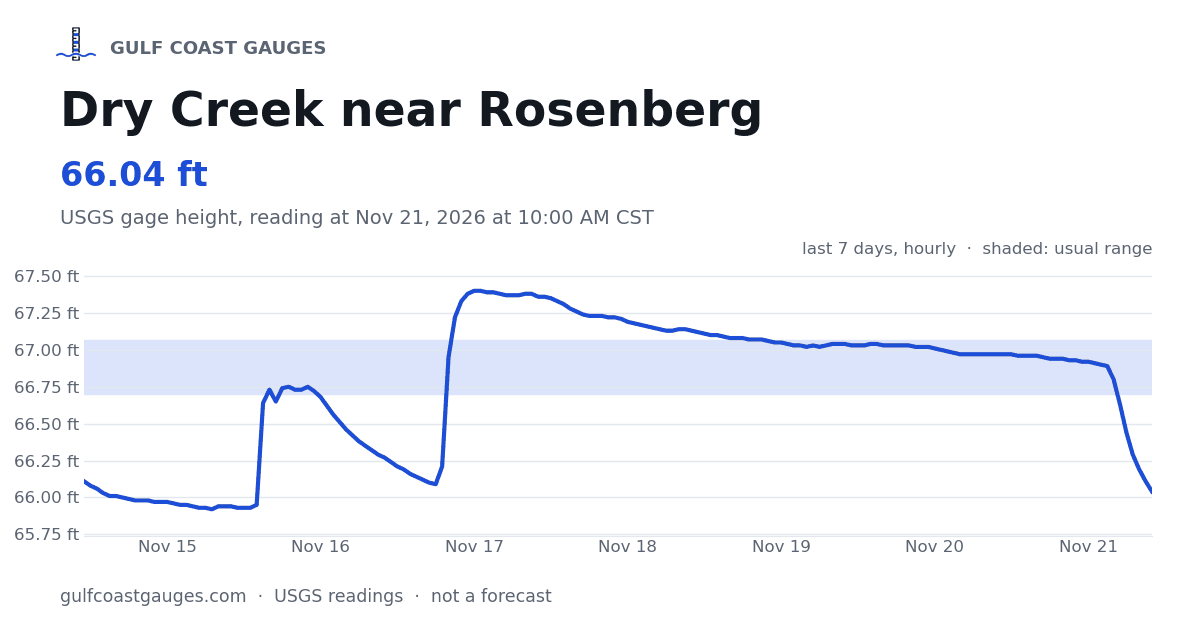 GULF COAST GAUGES
Dry Creek near Rosenberg
66.04 ft
USGS gage height, reading at Nov 21, 2026 at 10:00 AM CST
last 7 days, hourly · shaded: usual range
67.50 ft
67.25 ft
67.00 ft
66.75 ft
66.50 ft
66.25 ft
66.00 ft
65.75 ft
Nov 15 Nov 16 Nov 17 Nov 18 Nov 19 Nov 20 Nov 21
gulfcoastgauges.com · USGS readings · not a forecast